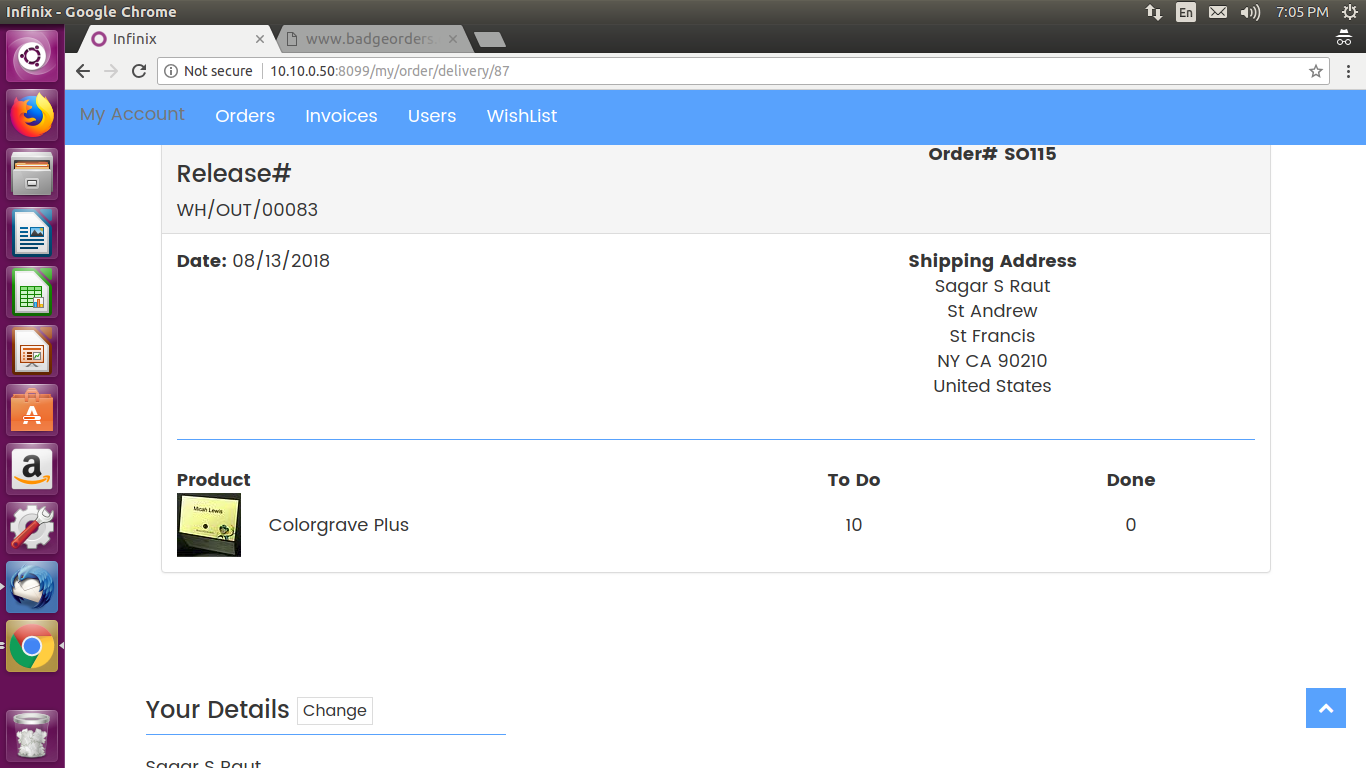 Infinix - Google Chrome
En
7:05 PM
Infinix
www.badgeorders.
Not secure
10.10.0.50:8099/my/order/delivery/87
My Account Orders Invoices Users WishList
Order# SO115
Release#
WH/OUT/00083
Date: 08/13/2018
Shipping Address
Sagar S Raut
St Andrew
St Francis
NY CA 90210
United States
Product To Do Done
Micah Lewis
Colorgrave Plus 10 0
Your Details Change
Sagar S Raut